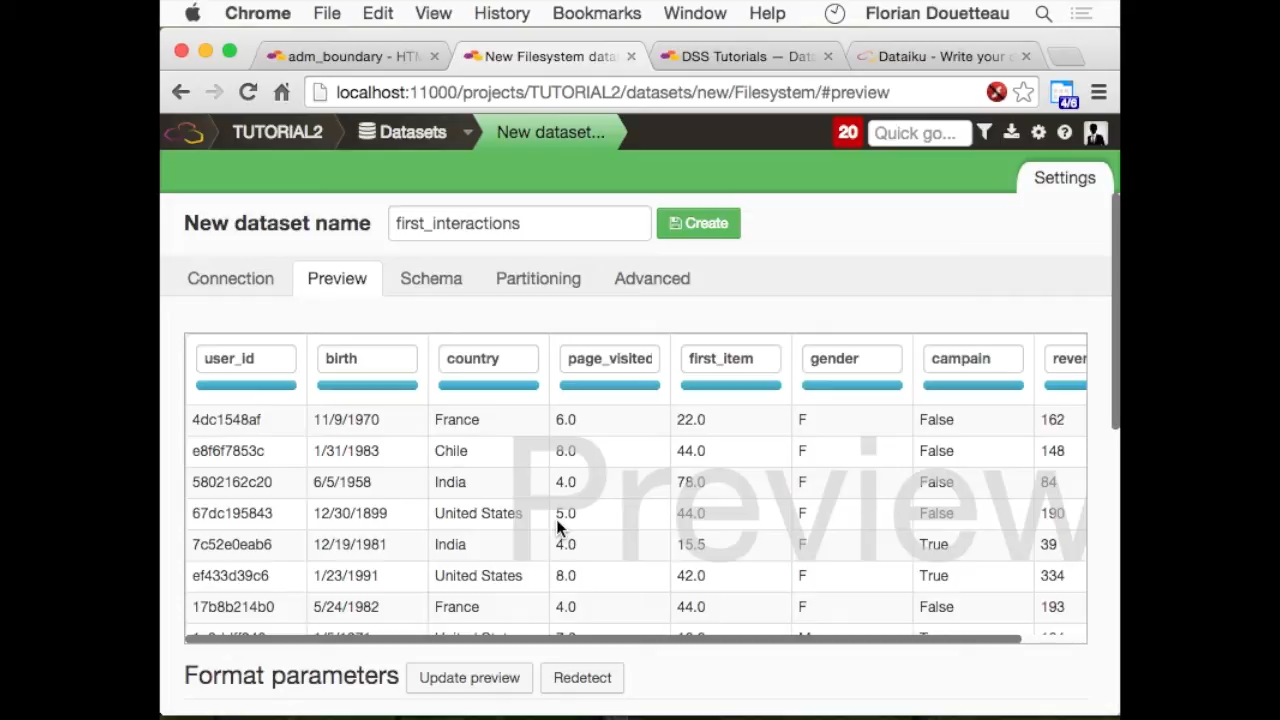 Chrome File Edit View History Bookmarks Window Help Florian Douetteau
adm_boundary - HTM New Filesystem data DSS Tutorials — Data Dataiku - Write your
localhost:11000/projects/TUTORIAL2/datasets/new/Filesystem/#preview 4/6
TUTORIAL2 Datasets New dataset... 20 Quick go...
Settings
New dataset name first_interactions Create
Connection Preview Schema Partitioning Advanced
user_id birth country page_visited first_item gender campain rever
4dc1548af 11/9/1970 France 6.0 22.0 F False 162
e8f6f7853c 1/31/1983 Chile 8.0 44.0 F False 148
5802162c20 6/5/1958 India 4.0 78.0 F False 84
67dc195843 12/30/1899 United States 5.0 44.0 F False 190
7c52e0eab6 12/19/1981 India 4.0 15.5 F True 39
ef433d39c6 1/23/1991 United States 8.0 42.0 F True 334
17b8b214b0 5/24/1982 France 4.0 44.0 F False 193
Preview
Format parameters Update preview Redetect